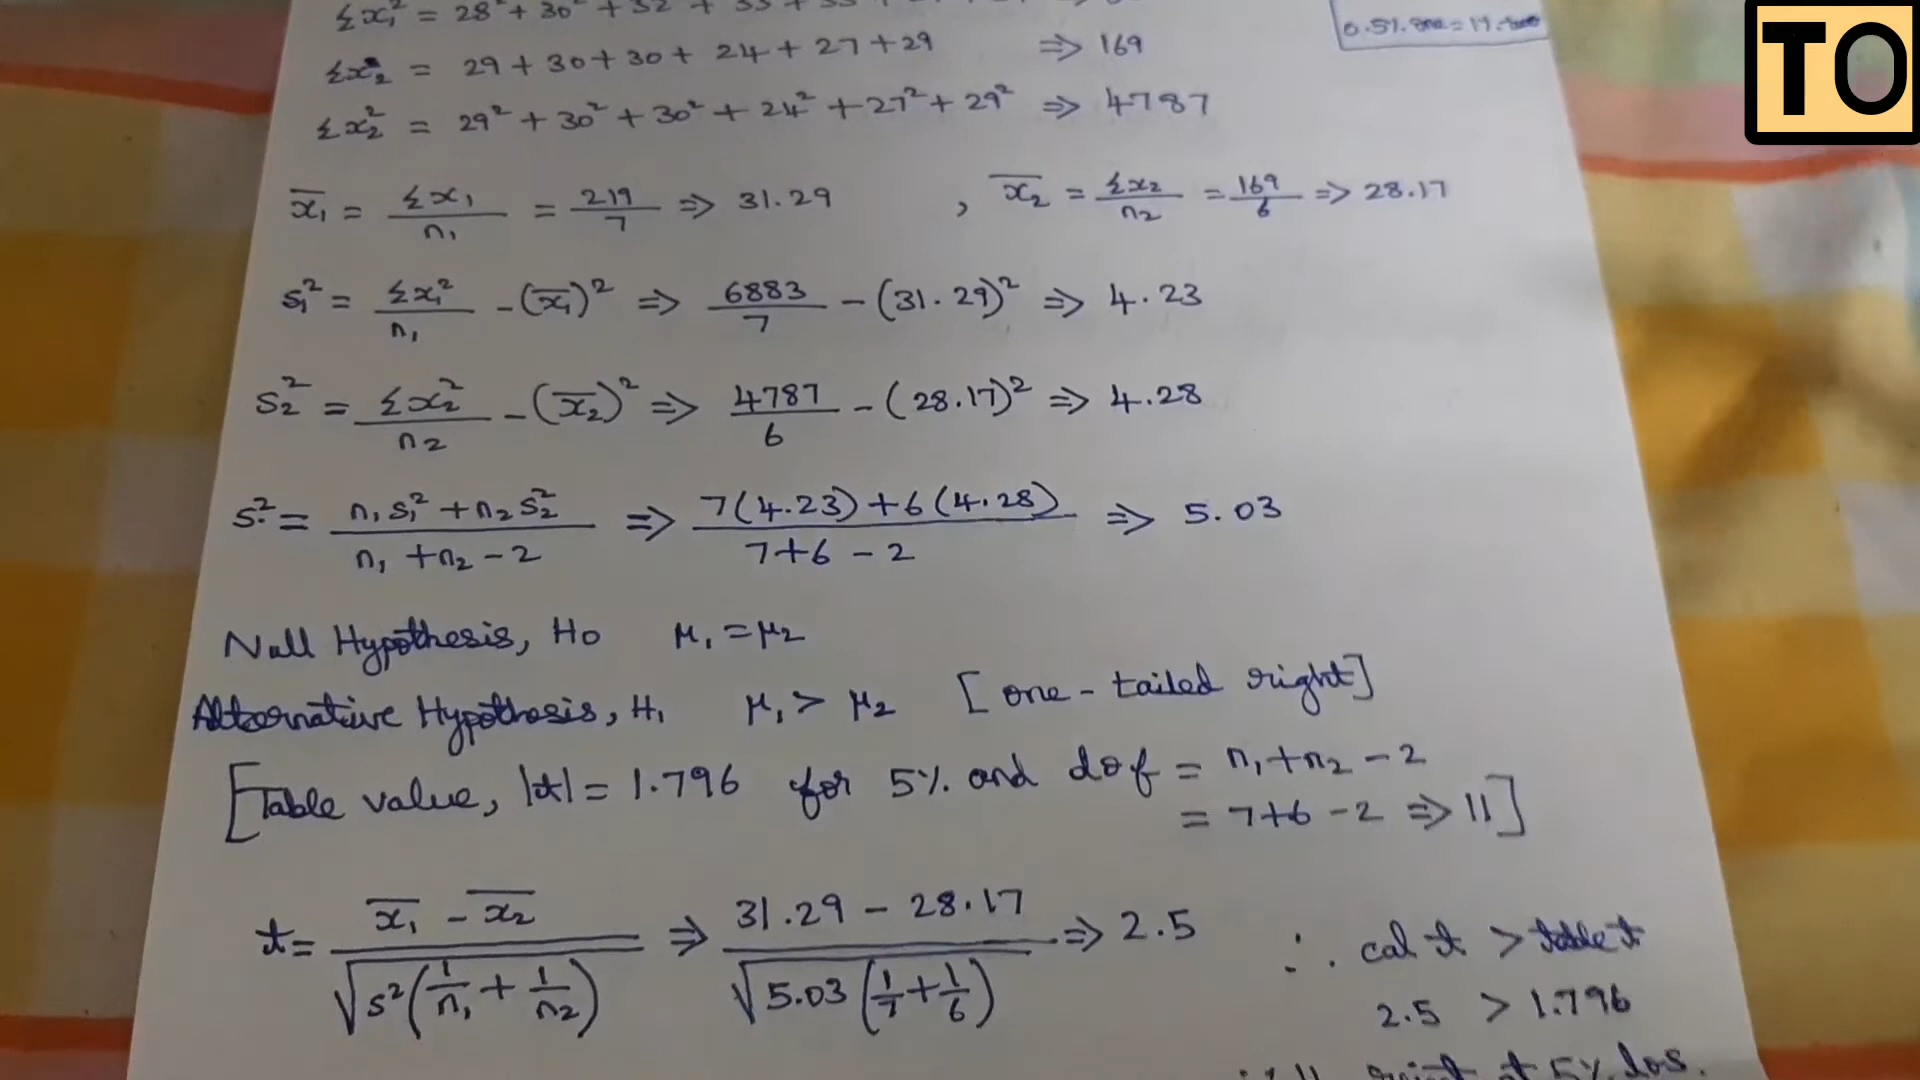 Σx₁² = 28² + 30² + 32 + 33 + 33
Σx₂ = 29 + 30 + 30 + 24 + 27 + 29 ⇒ 169
Σx₂² = 29² + 30² + 30² + 24² + 27² + 29² ⇒ 4787
x̄₁ = Σx₁/n₁ = 219/7 ⇒ 31.29 , x̄₂ = Σx₂/n₂ = 169/6 ⇒ 28.17
s₁² = Σx₁²/n₁ - (x̄₁)² ⇒ 6883/7 - (31.29)² ⇒ 4.23
s₂² = Σx₂²/n₂ - (x̄₂)² ⇒ 4787/6 - (28.17)² ⇒ 4.28
s² = (n₁s₁² + n₂s₂²)/(n₁ + n₂ - 2) ⇒ (7(4.23) + 6(4.28))/(7+6-2) ⇒ 5.03
Null Hypothesis, H₀ μ₁ = μ₂
Alternative Hypothesis, H₁ μ₁ > μ₂ [one-tailed right]
[Table value, |t| = 1.796 for 5% and dof = n₁+n₂-2
= 7+6-2 ⇒ 11]
t = (x̄₁ - x̄₂)/√(s²(1/n₁ + 1/n₂)) ⇒ (31.29 - 28.17)/√(5.03(1/7 + 1/6)) ⇒ 2.5 ∴ cal t > table t
2.5 > 1.796
5% los.
TO